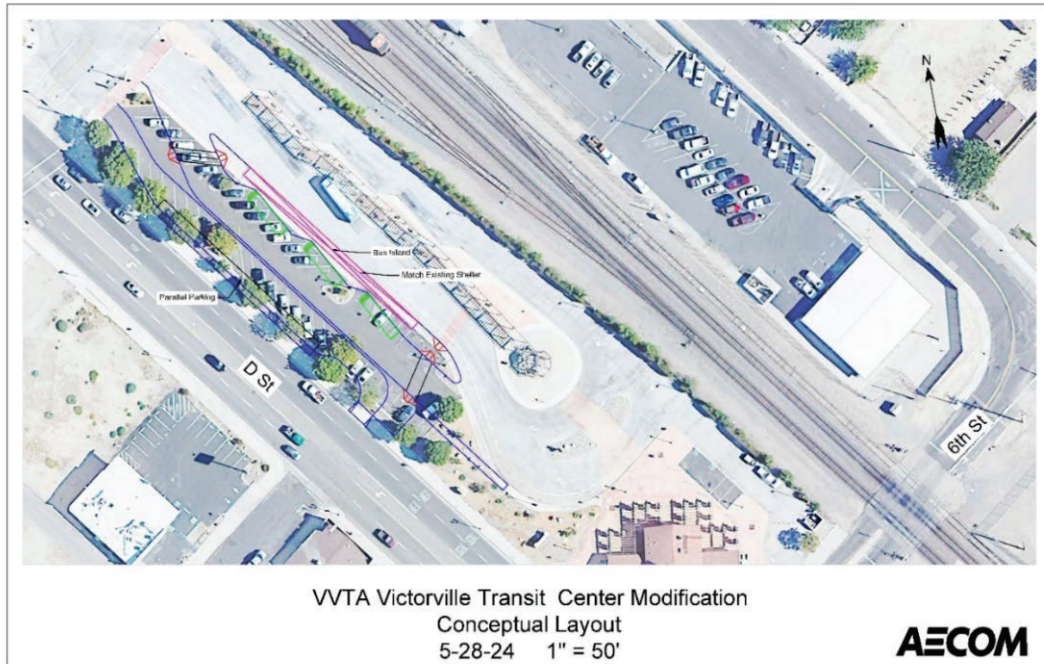 N
Bus Island
Match Existing Shelter
Parallel Parking
D St
6th St
VVTA Victorville Transit Center Modification
Conceptual Layout
5-28-24 1" = 50'
AECOM